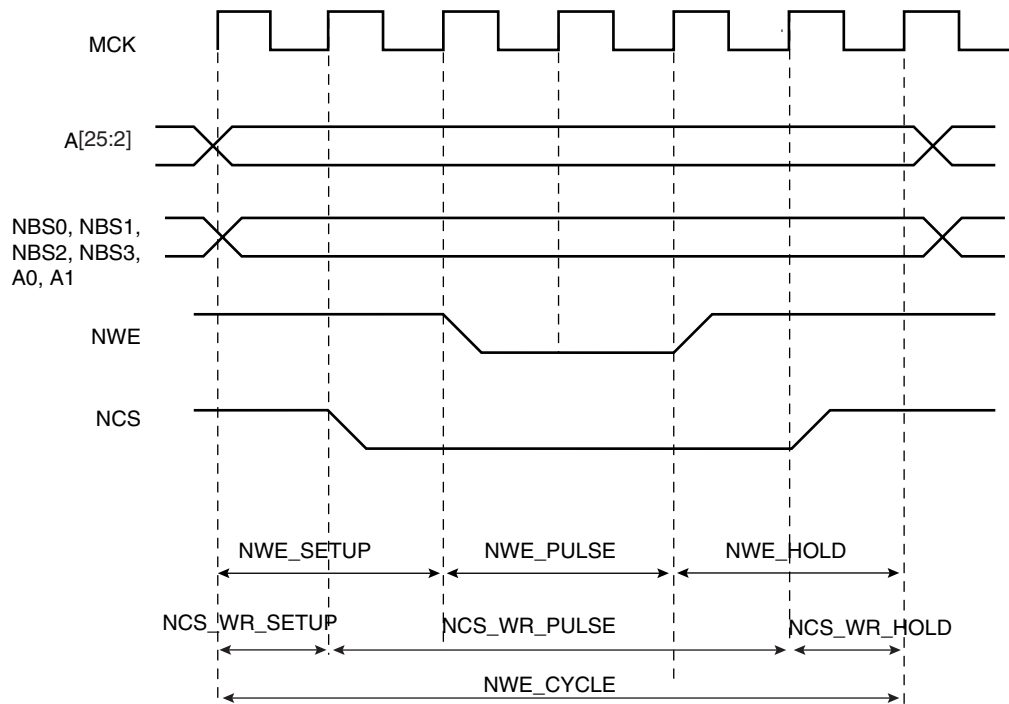 MCK
A[25:2]
NBS0, NBS1,
NBS2, NBS3,
A0, A1
NWE
NCS
NWE_SETUP
NWE_PULSE
NWE_HOLD
NCS_WR_SETUP
NCS_WR_PULSE
NCS_WR_HOLD
NWE_CYCLE